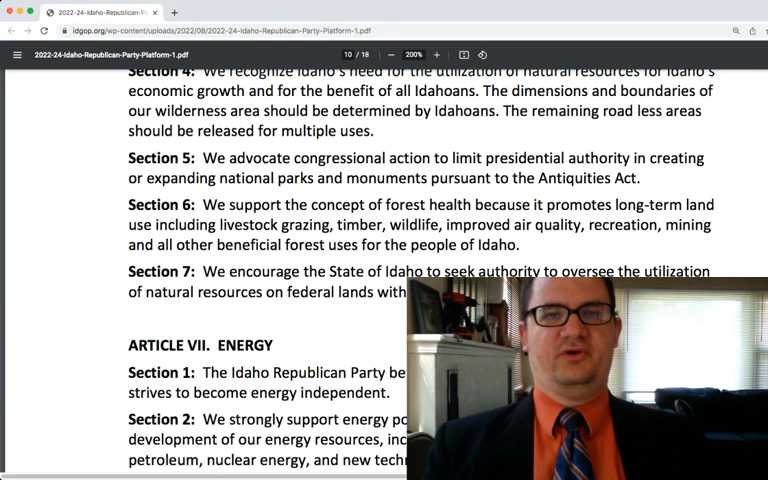 2022-24-Idaho-Republican-P
idgop.org/wp-content/uploads/2022/08/2022-24-Idaho-Republican-Party-Platform-1.pdf
2022-24-Idaho-Republican-Party-Platform-1.pdf
10 / 18
200%
Section 4: We recognize Idaho's need for the utilization of natural resources for Idaho's
economic growth and for the benefit of all Idahoans. The dimensions and boundaries of
our wilderness area should be determined by Idahoans. The remaining road less areas
should be released for multiple uses.
Section 5: We advocate congressional action to limit presidential authority in creating
or expanding national parks and monuments pursuant to the Antiquities Act.
Section 6: We support the concept of forest health because it promotes long-term land
use including livestock grazing, timber, wildlife, improved air quality, recreation, mining
and all other beneficial forest uses for the people of Idaho.
Section 7: We encourage the State of Idaho to seek authority to oversee the utilization
of natural resources on federal lands with
ARTICLE VII. ENERGY
Section 1: The Idaho Republican Party be
strives to become energy independent.
Section 2: We strongly support energy po
development of our energy resources, inc
petroleum, nuclear energy, and new tech